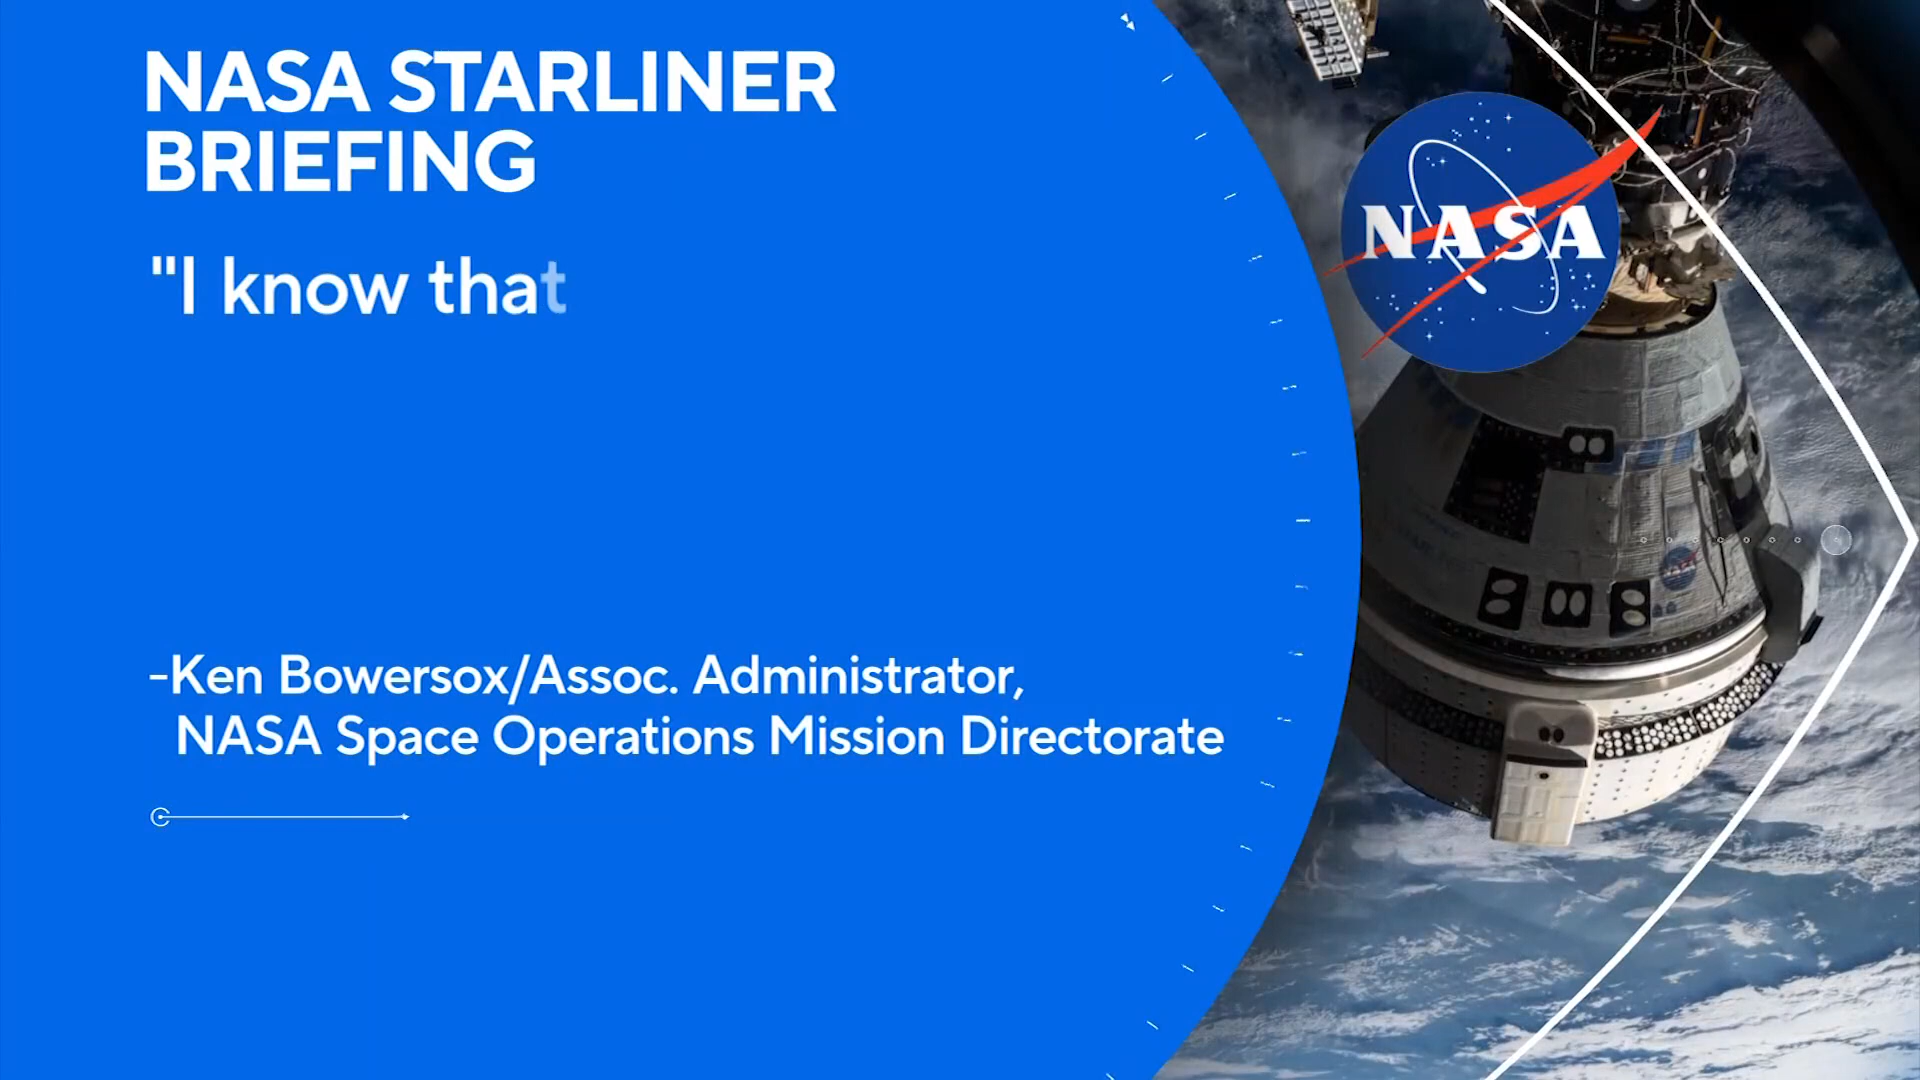 NASA STARLINER
BRIEFING
"I know that
-Ken Bowersox/Assoc. Administrator,
NASA Space Operations Mission Directorate
NASA